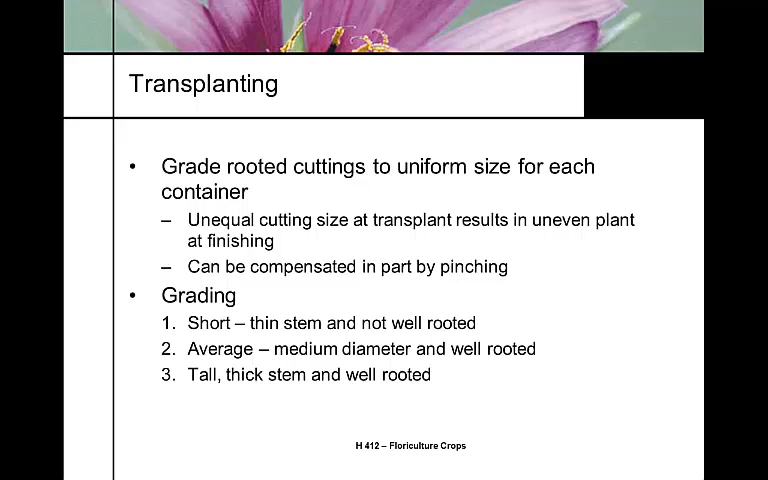 Transplanting
• Grade rooted cuttings to uniform size for each
container
– Unequal cutting size at transplant results in uneven plant
at finishing
– Can be compensated in part by pinching
• Grading
1. Short – thin stem and not well rooted
2. Average – medium diameter and well rooted
3. Tall, thick stem and well rooted
H 412 – Floriculture Crops